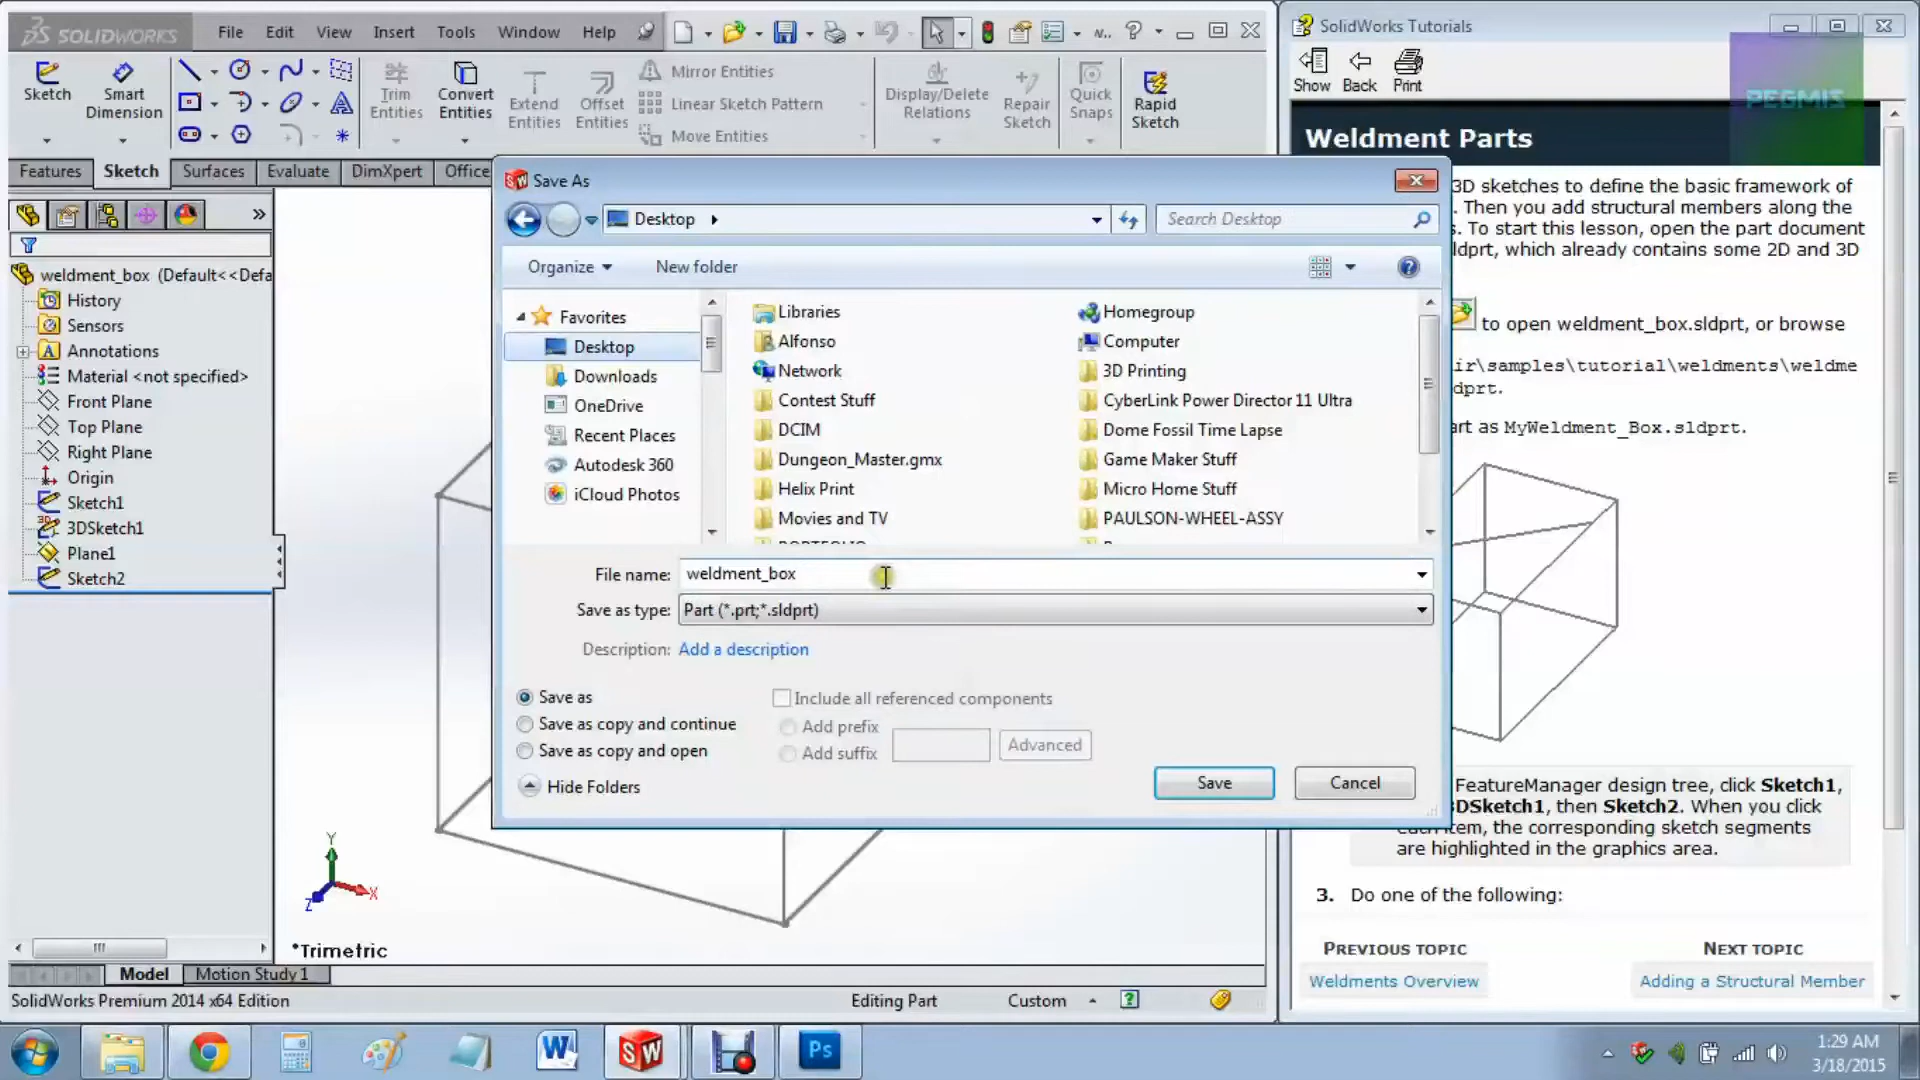 SOLIDWORKS File Edit View Insert Tools Window Help
Sketch
Smart Dimension
Trim Entities
Convert Entities
Extend Entities
Offset Entities
Mirror Entities
Linear Sketch Pattern
Move Entities
Display/Delete Relations
Repair Sketch
Quick Snaps
Rapid Sketch
Features Sketch Surfaces Evaluate DimXpert Office
weldment_box (Default<<Defa
History
Sensors
Annotations
Material <not specified>
Front Plane
Top Plane
Right Plane
Origin
Sketch1
3DSketch1
Plane1
Sketch2
Save As
Desktop
Search Desktop
Organize New folder
Favorites
Desktop
Downloads
OneDrive
Recent Places
Autodesk 360
iCloud Photos
Libraries Homegroup
Alfonso Computer
Network 3D Printing
Contest Stuff CyberLink Power Director 11 Ultra
DCIM Dome Fossil Time Lapse
Dungeon_Master.gmx Game Maker Stuff
Helix Print Micro Home Stuff
Movies and TV PAULSON-WHEEL-ASSY
File name: weldment_box
Save as type: Part (*.prt;*.sldprt)
Description: Add a description
Save as
Save as copy and continue
Save as copy and open
Include all referenced components
Add prefix
Add suffix
Advanced
Hide Folders
Save Cancel
Y
X
Z
*Trimetric
Model Motion Study 1
SolidWorks Premium 2014 x64 Edition Editing Part Custom
SolidWorks Tutorials
Show Back Print
PEGMIS
Weldment Parts
3D sketches to define the basic framework of
. Then you add structural members along the
s. To start this lesson, open the part document
ldprt, which already contains some 2D and 3D
to open weldment_box.sldprt, or browse
ir\samples\tutorial\weldments\weldme
dprt.
art as MyWeldment_Box.sldprt.
FeatureManager design tree, click Sketch1,
3DSketch1, then Sketch2. When you click
each item, the corresponding sketch segments
are highlighted in the graphics area.
3. Do one of the following:
PREVIOUS TOPIC NEXT TOPIC
Weldments Overview Adding a Structural Member
W SW Ps
1:29 AM
3/18/2015